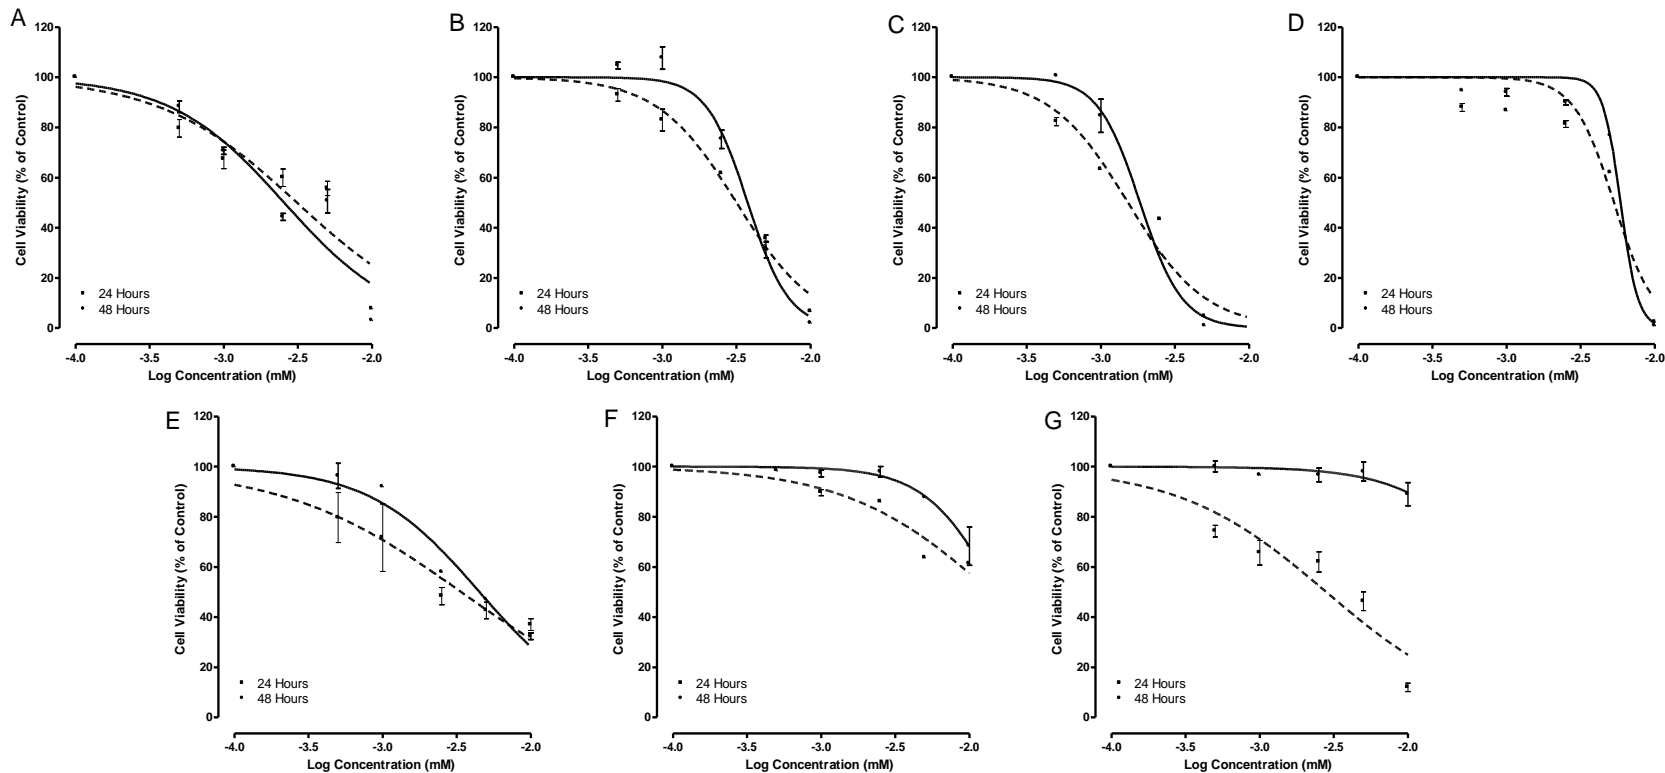 A
Cell Viability (% of Control)
120
100
80
60
40
20
0
24 Hours
48 Hours
-4.0 -3.5 -3.0 -2.5 -2.0
Log Concentration (mM)
B
Cell Viability (% of Control)
120
100
80
60
40
20
0
24 Hours
48 Hours
-4.0 -3.5 -3.0 -2.5 -2.0
Log Concentration (mM)
C
Cell Viability (% of Control)
120
100
80
60
40
20
0
24 Hours
48 Hours
-4.0 -3.5 -3.0 -2.5 -2.0
Log Concentration (mM)
D
Cell Viability (% of Control)
120
100
80
60
40
20
0
24 Hours
48 Hours
-4.0 -3.5 -3.0 -2.5 -2.0
Log Concentration (mM)
E
Cell Viability (% of Control)
120
100
80
60
40
20
0
24 Hours
48 Hours
-4.0 -3.5 -3.0 -2.5 -2.0
Log Concentration (mM)
F
Cell Viability (% of Control)
120
100
80
60
40
20
0
24 Hours
48 Hours
-4.0 -3.5 -3.0 -2.5 -2.0
Log Concentration (mM)
G
Cell Viability (% of Control)
120
100
80
60
40
20
0
24 Hours
48 Hours
-4.0 -3.5 -3.0 -2.5 -2.0
Log Concentration (mM)